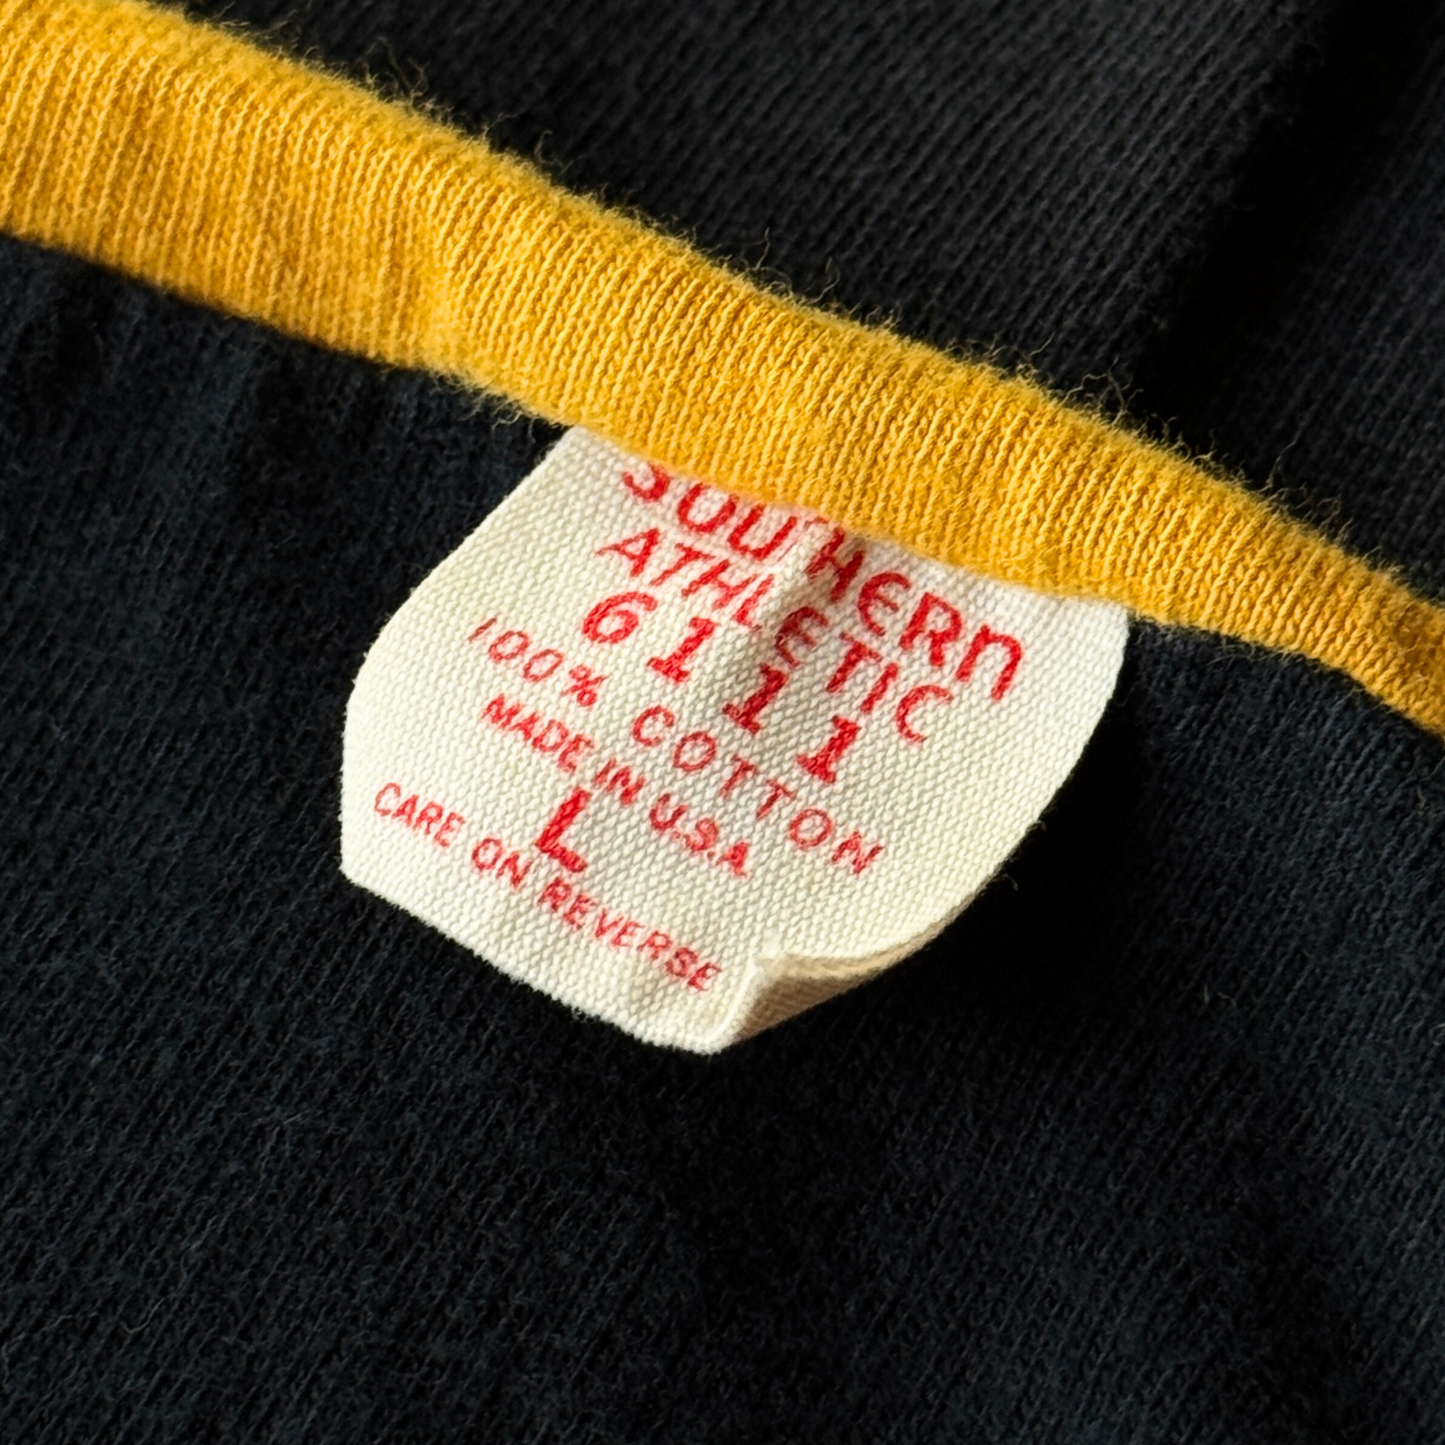 SOUTHERN
ATHLETIC
6111
100% COTTON
MADE IN U.S.A
L
CARE ON REVERSE